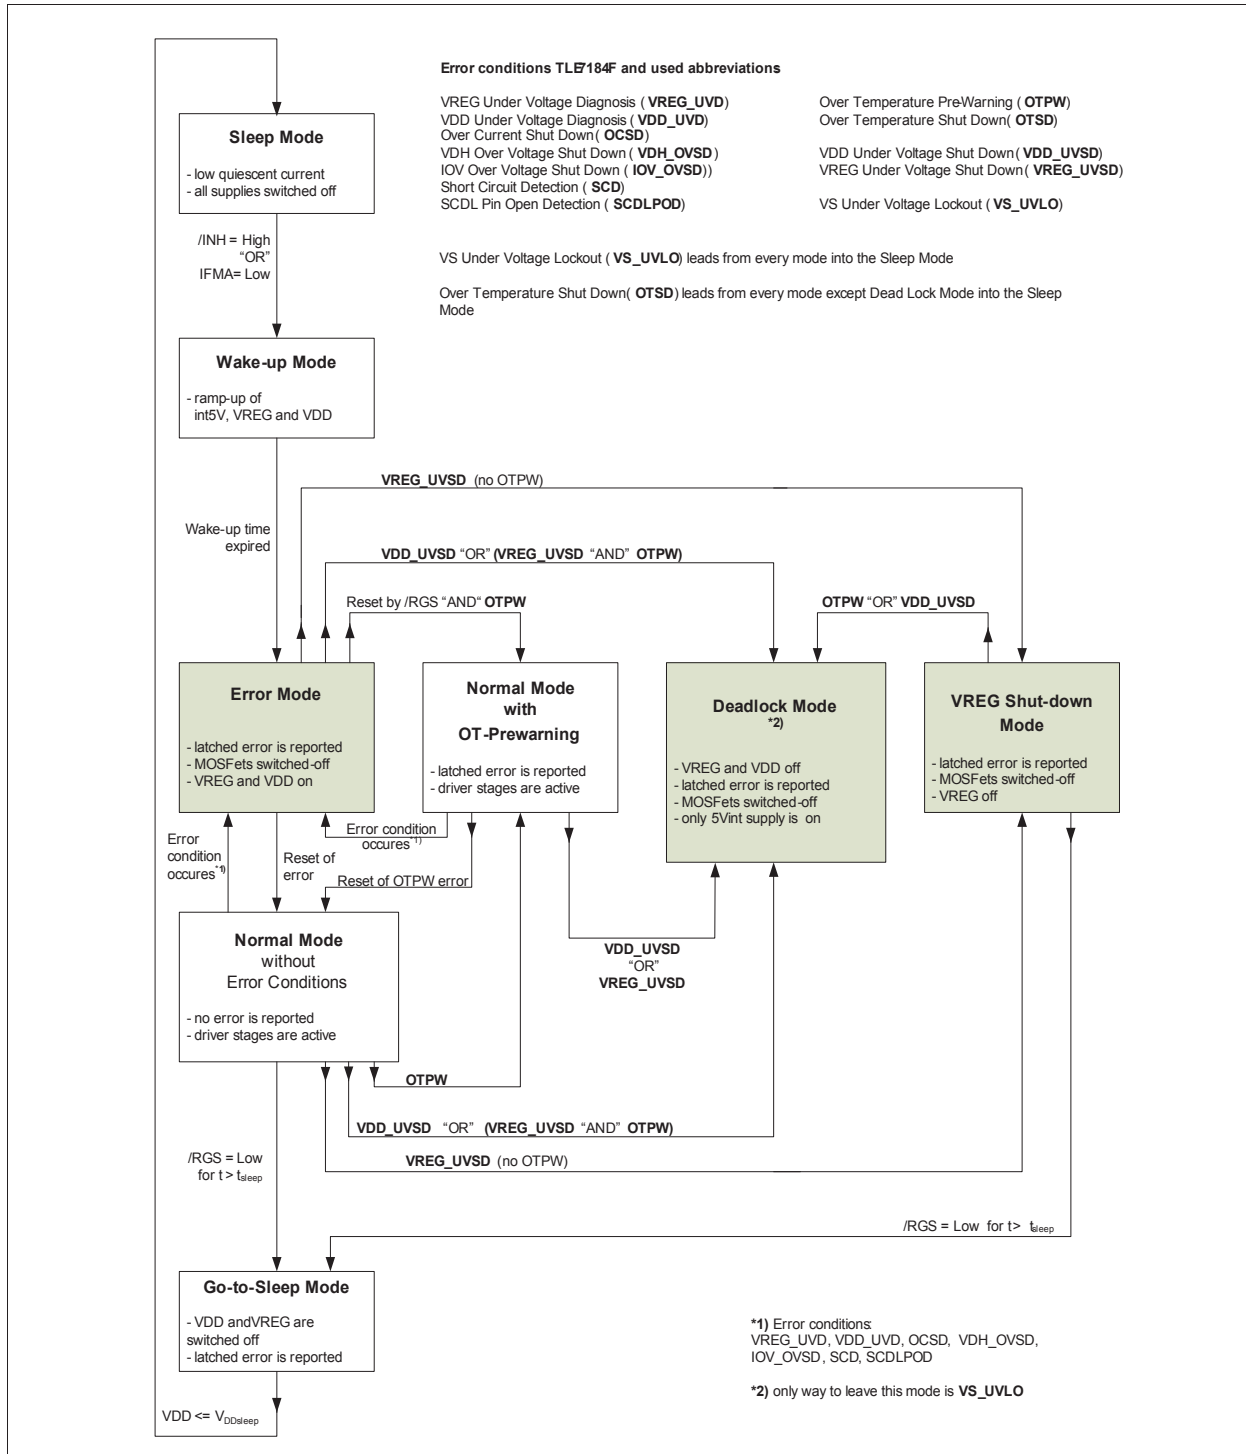 Error conditions TLE7184F and used abbreviations
VREG Under Voltage Diagnosis ( VREG_UVD)
VDD Under Voltage Diagnosis ( VDD_UVD)
Over Current Shut Down( OCSD)
VDH Over Voltage Shut Down ( VDH_OVSD)
IOV Over Voltage Shut Down ( IOV_OVSD))
Short Circuit Detection ( SCD)
SCDL Pin Open Detection ( SCDLPOD)
Over Temperature Pre-Warning ( OTPW)
Over Temperature Shut Down( OTSD)
VDD Under Voltage Shut Down( VDD_UVSD)
VREG Under Voltage Shut Down( VREG_UVSD)
VS Under Voltage Lockout ( VS_UVLO)
VS Under Voltage Lockout ( VS_UVLO) leads from every mode into the Sleep Mode
Over Temperature Shut Down( OTSD) leads from every mode except Dead Lock Mode into the Sleep
Mode
Sleep Mode
- low quiescent current
- all supplies switched off
/INH = High
“OR”
IFMA= Low
Wake-up Mode
- ramp-up of
int5V, VREG and VDD
Wake-up time
expired
VREG_UVSD (no OTPW)
VDD_UVSD “OR” (VREG_UVSD “AND” OTPW)
Reset by /RGS “AND“ OTPW
OTPW “OR” VDD_UVSD
Error Mode
- latched error is reported
- MOSFets switched-off
- VREG and VDD on
Normal Mode
with
OT-Prewarning
- latched error is reported
- driver stages are active
Deadlock Mode
*2)
- VREG and VDD off
- latched error is reported
- MOSFets switched-off
- only 5Vint supply is on
VREG Shut-down
Mode
- latched error is reported
- MOSFets switched-off
- VREG off
Error
condition
occures*1)
Reset of
error
Error condition
occures*1)
Reset of OTPW error
Normal Mode
without
Error Conditions
- no error is reported
- driver stages are active
VDD_UVSD
“OR”
VREG_UVSD
OTPW
VDD_UVSD “OR” (VREG_UVSD “AND” OTPW)
VREG_UVSD (no OTPW)
/RGS = Low
for t > tsleep
/RGS = Low for t> tsleep
Go-to-Sleep Mode
- VDD andVREG are
switched off
- latched error is reported
VDD <= VDDsleep
*1) Error conditions:
VREG_UVD, VDD_UVD, OCSD, VDH_OVSD,
IOV_OVSD, SCD, SCDLPOD
*2) only way to leave this mode is VS_UVLO